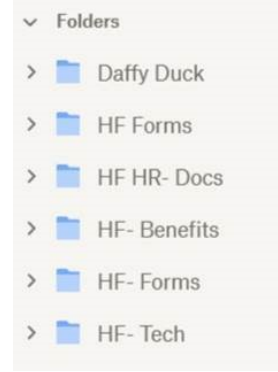 Folders
Daffy Duck
HF Forms
HF HR- Docs
HF- Benefits
HF- Forms
HF- Tech